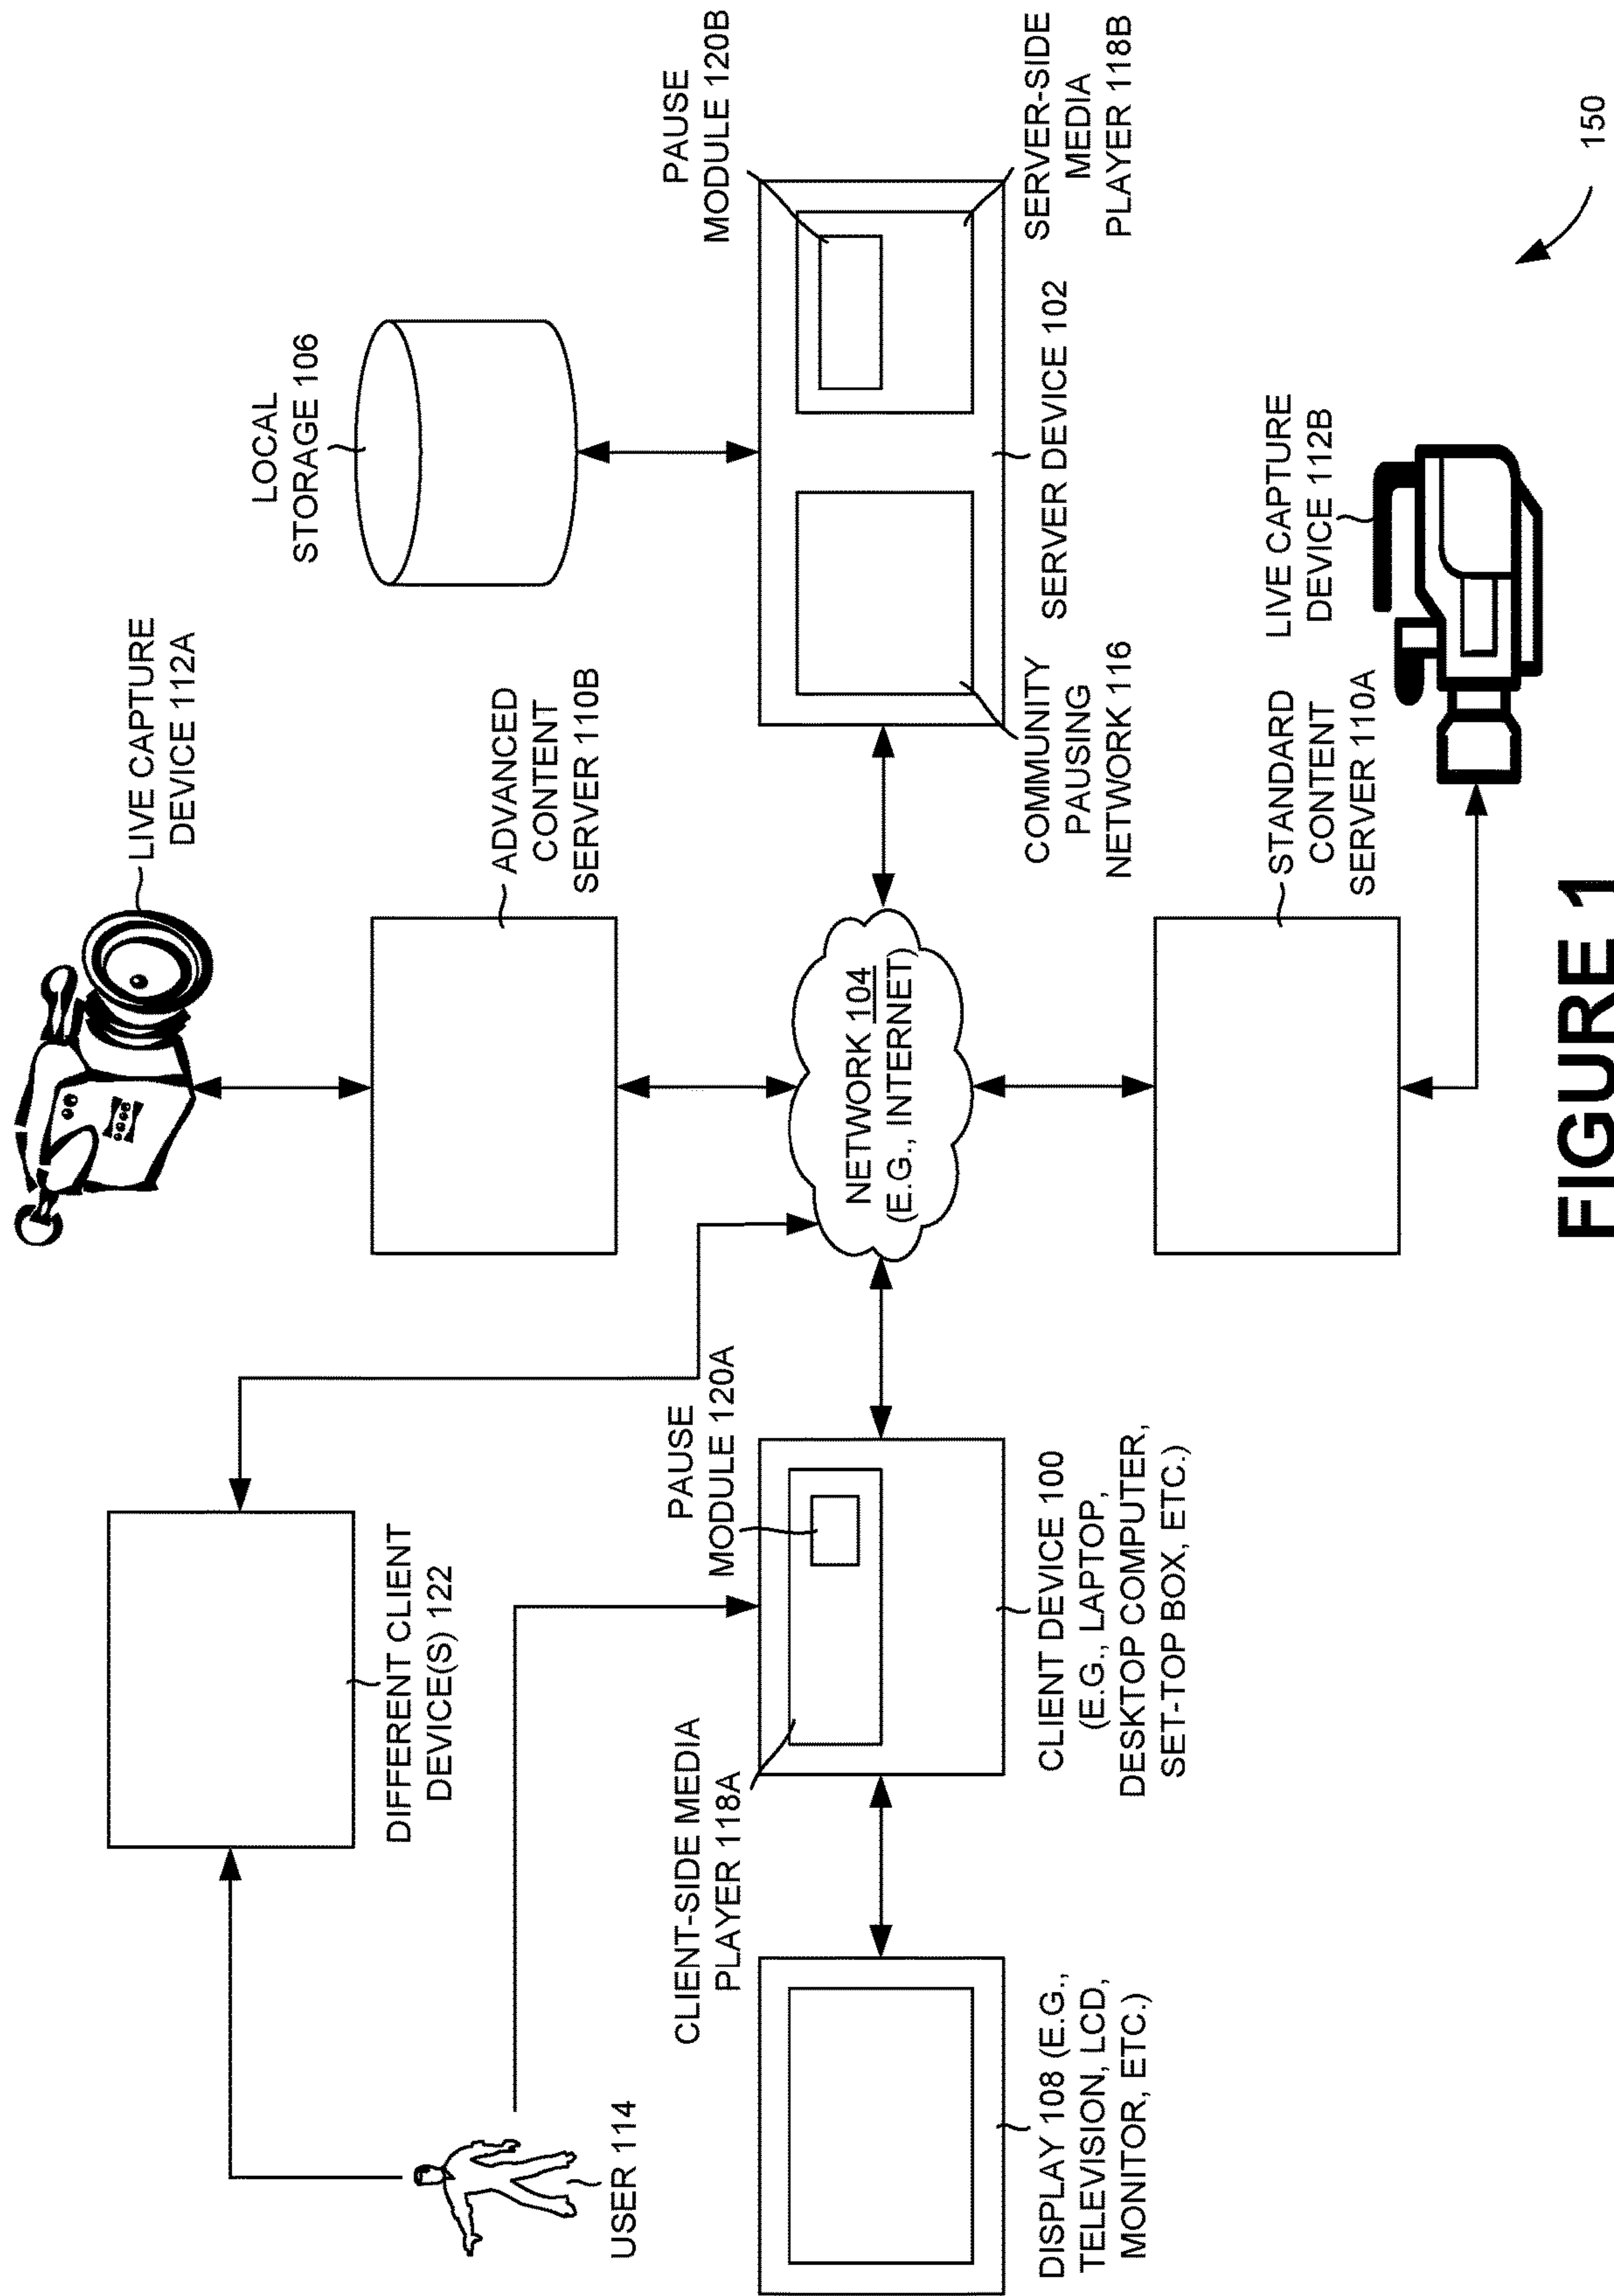 LIVE CAPTURE
DEVICE 112A
ADVANCED
CONTENT
SERVER 110B
LOCAL
STORAGE 106
DIFFERENT CLIENT
DEVICE(S) 122
USER 114
CLIENT-SIDE MEDIA
PLAYER 118A
PAUSE
MODULE 120A
NETWORK 104
(E.G., INTERNET)
PAUSE
MODULE 120B
DISPLAY 108 (E.G.,
TELEVISION, LCD,
MONITOR, ETC.)
CLIENT DEVICE 100
(E.G., LAPTOP,
DESKTOP COMPUTER,
SET-TOP BOX, ETC.)
COMMUNITY
PAUSING
NETWORK 116
SERVER DEVICE 102
SERVER-SIDE
MEDIA
PLAYER 118B
STANDARD
CONTENT
SERVER 110A
LIVE CAPTURE
DEVICE 112B
150
FIGURE 1